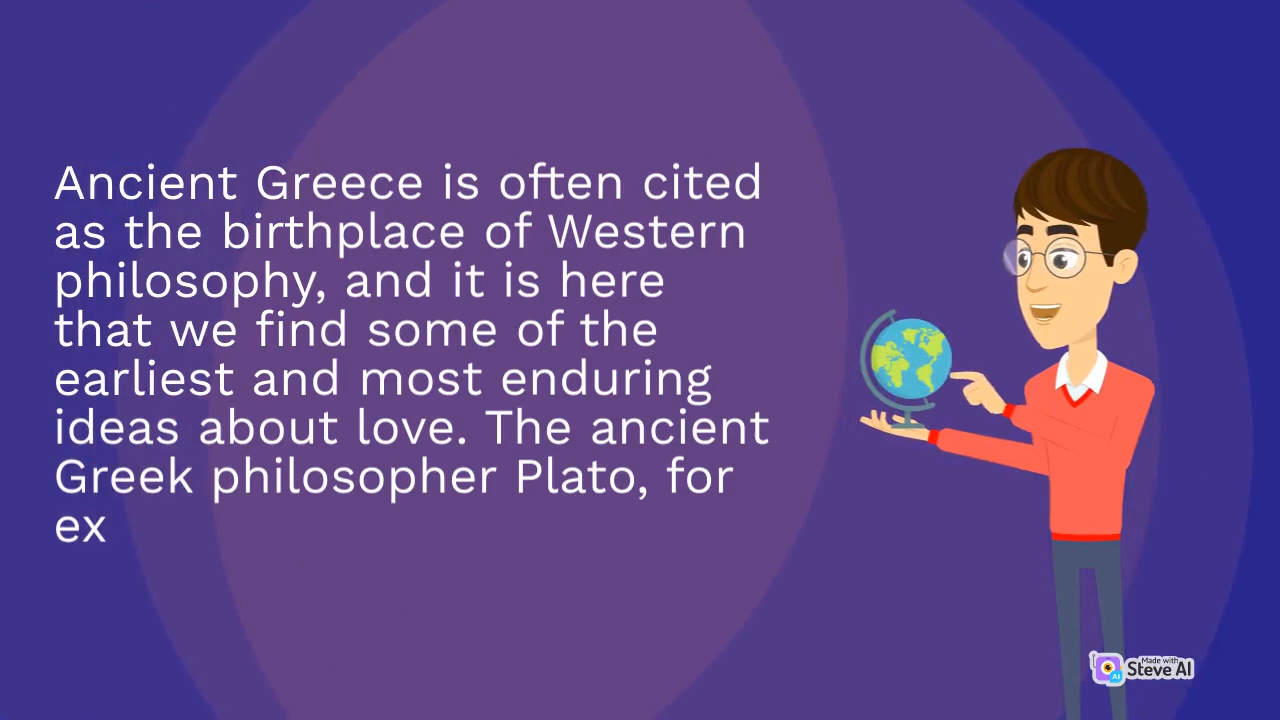 Ancient Greece is often cited
as the birthplace of Western
philosophy, and it is here
that we find some of the
earliest and most enduring
ideas about love. The ancient
Greek philosopher Plato, for
ex
Made with
Steve AI
AI